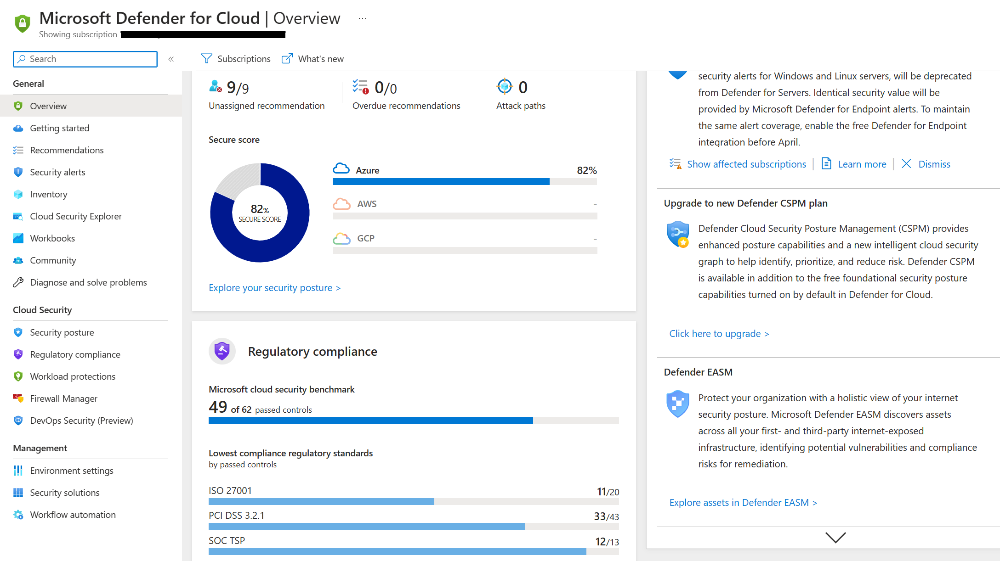 Microsoft Defender for Cloud | Overview ...
Showing subscription '
Search
«
Subscriptions
What's new
General
Overview
Getting started
Recommendations
Security alerts
Inventory
Cloud Security Explorer
Workbooks
Community
Diagnose and solve problems
Cloud Security
Security posture
Regulatory compliance
Workload protections
Firewall Manager
DevOps Security (Preview)
Management
Environment settings
Security solutions
Workflow automation
9/9
Unassigned recommendation
0/0
Overdue recommendations
0
Attack paths
Secure score
82%
SECURE SCORE
Azure 82%
AWS -
GCP -
Explore your security posture >
Regulatory compliance
Microsoft cloud security benchmark
49 of 62 passed controls
Lowest compliance regulatory standards
by passed controls
ISO 27001 11/20
PCI DSS 3.2.1 33/43
SOC TSP 12/13
security alerts for Windows and Linux servers, will be deprecated
from Defender for Servers. Identical security value will be
provided by Microsoft Defender for Endpoint alerts. To maintain
the same alert coverage, enable the free Defender for Endpoint
integration before April.
Show affected subscriptions | Learn more | Dismiss
Upgrade to new Defender CSPM plan
Defender Cloud Security Posture Management (CSPM) provides
enhanced posture capabilities and a new intelligent cloud security
graph to help identify, prioritize, and reduce risk. Defender CSPM
is available in addition to the free foundational security posture
capabilities turned on by default in Defender for Cloud.
Click here to upgrade >
Defender EASM
Protect your organization with a holistic view of your internet
security posture. Microsoft Defender EASM discovers assets
across all your first- and third-party internet-exposed
infrastructure, identifying potential vulnerabilities and compliance
risks for remediation.
Explore assets in Defender EASM >